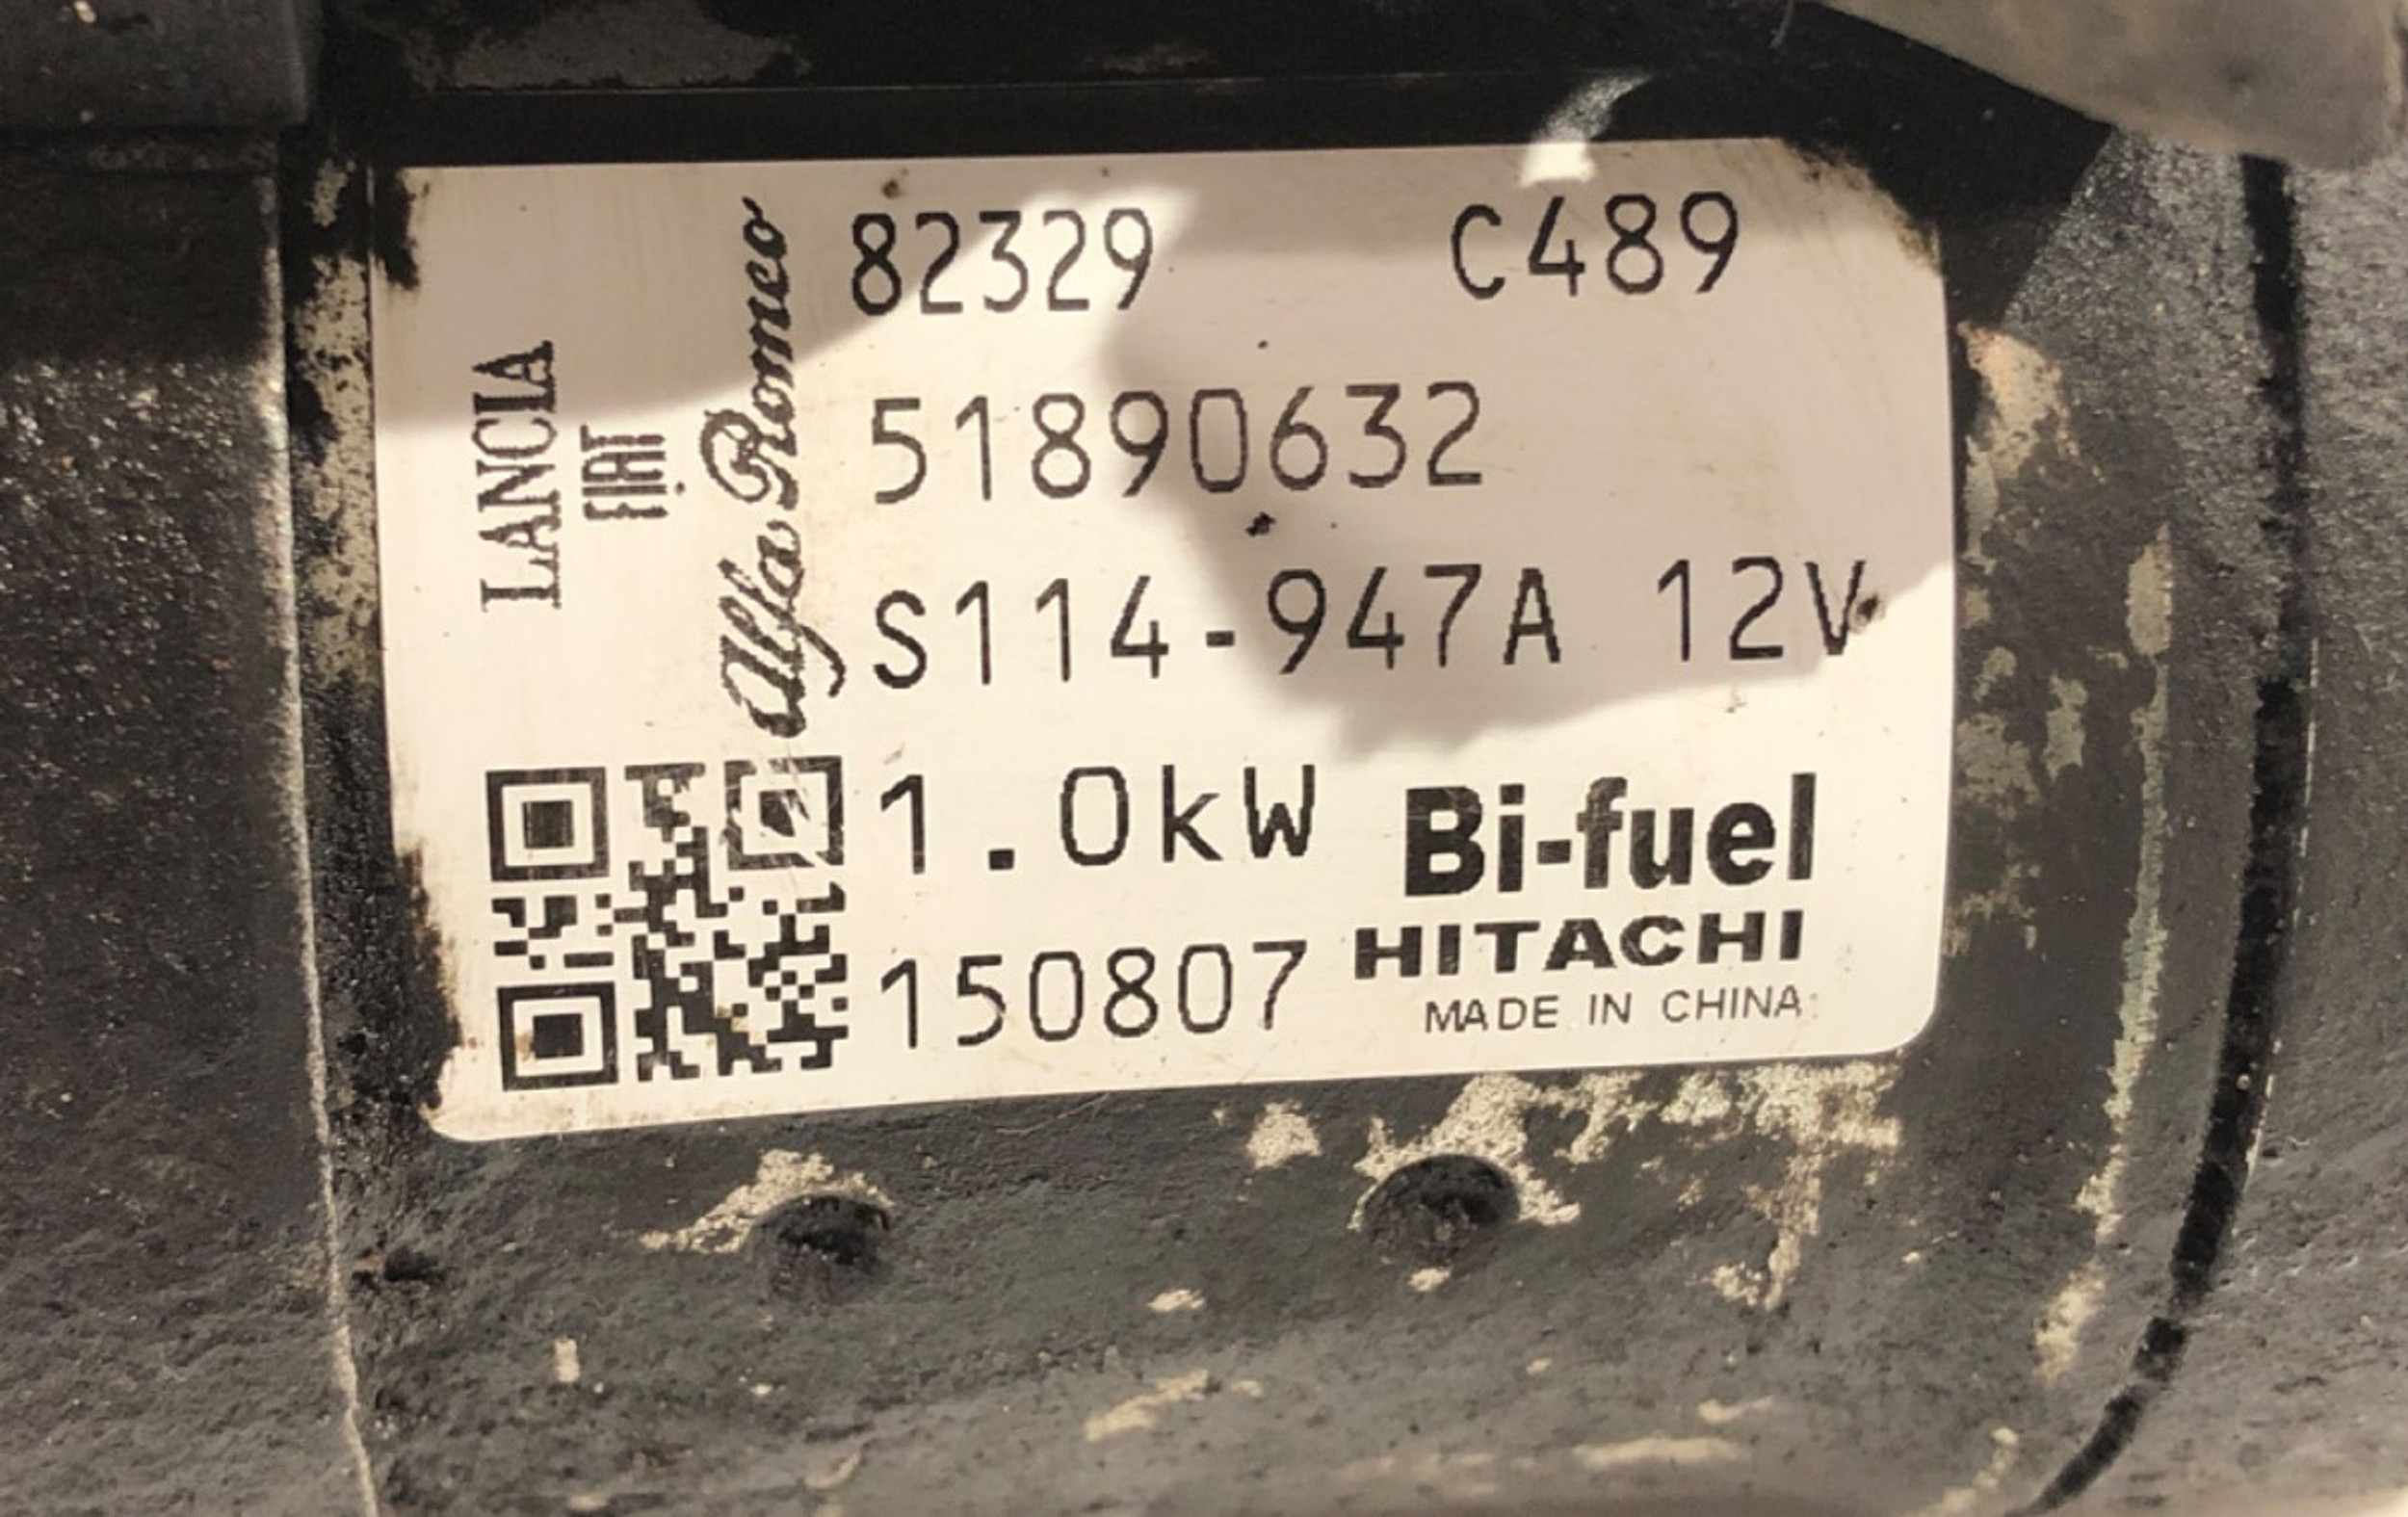 LANCIA
FIAT
Alfa Romeo
82329 C489
51890632
S114-947A 12V
1.0kW Bi-fuel
HITACHI
150807
MADE IN CHINA